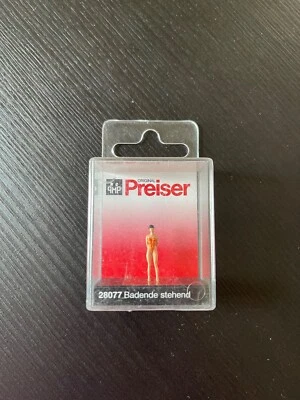 ORIGINAL
Preiser
28077 Badende stehend